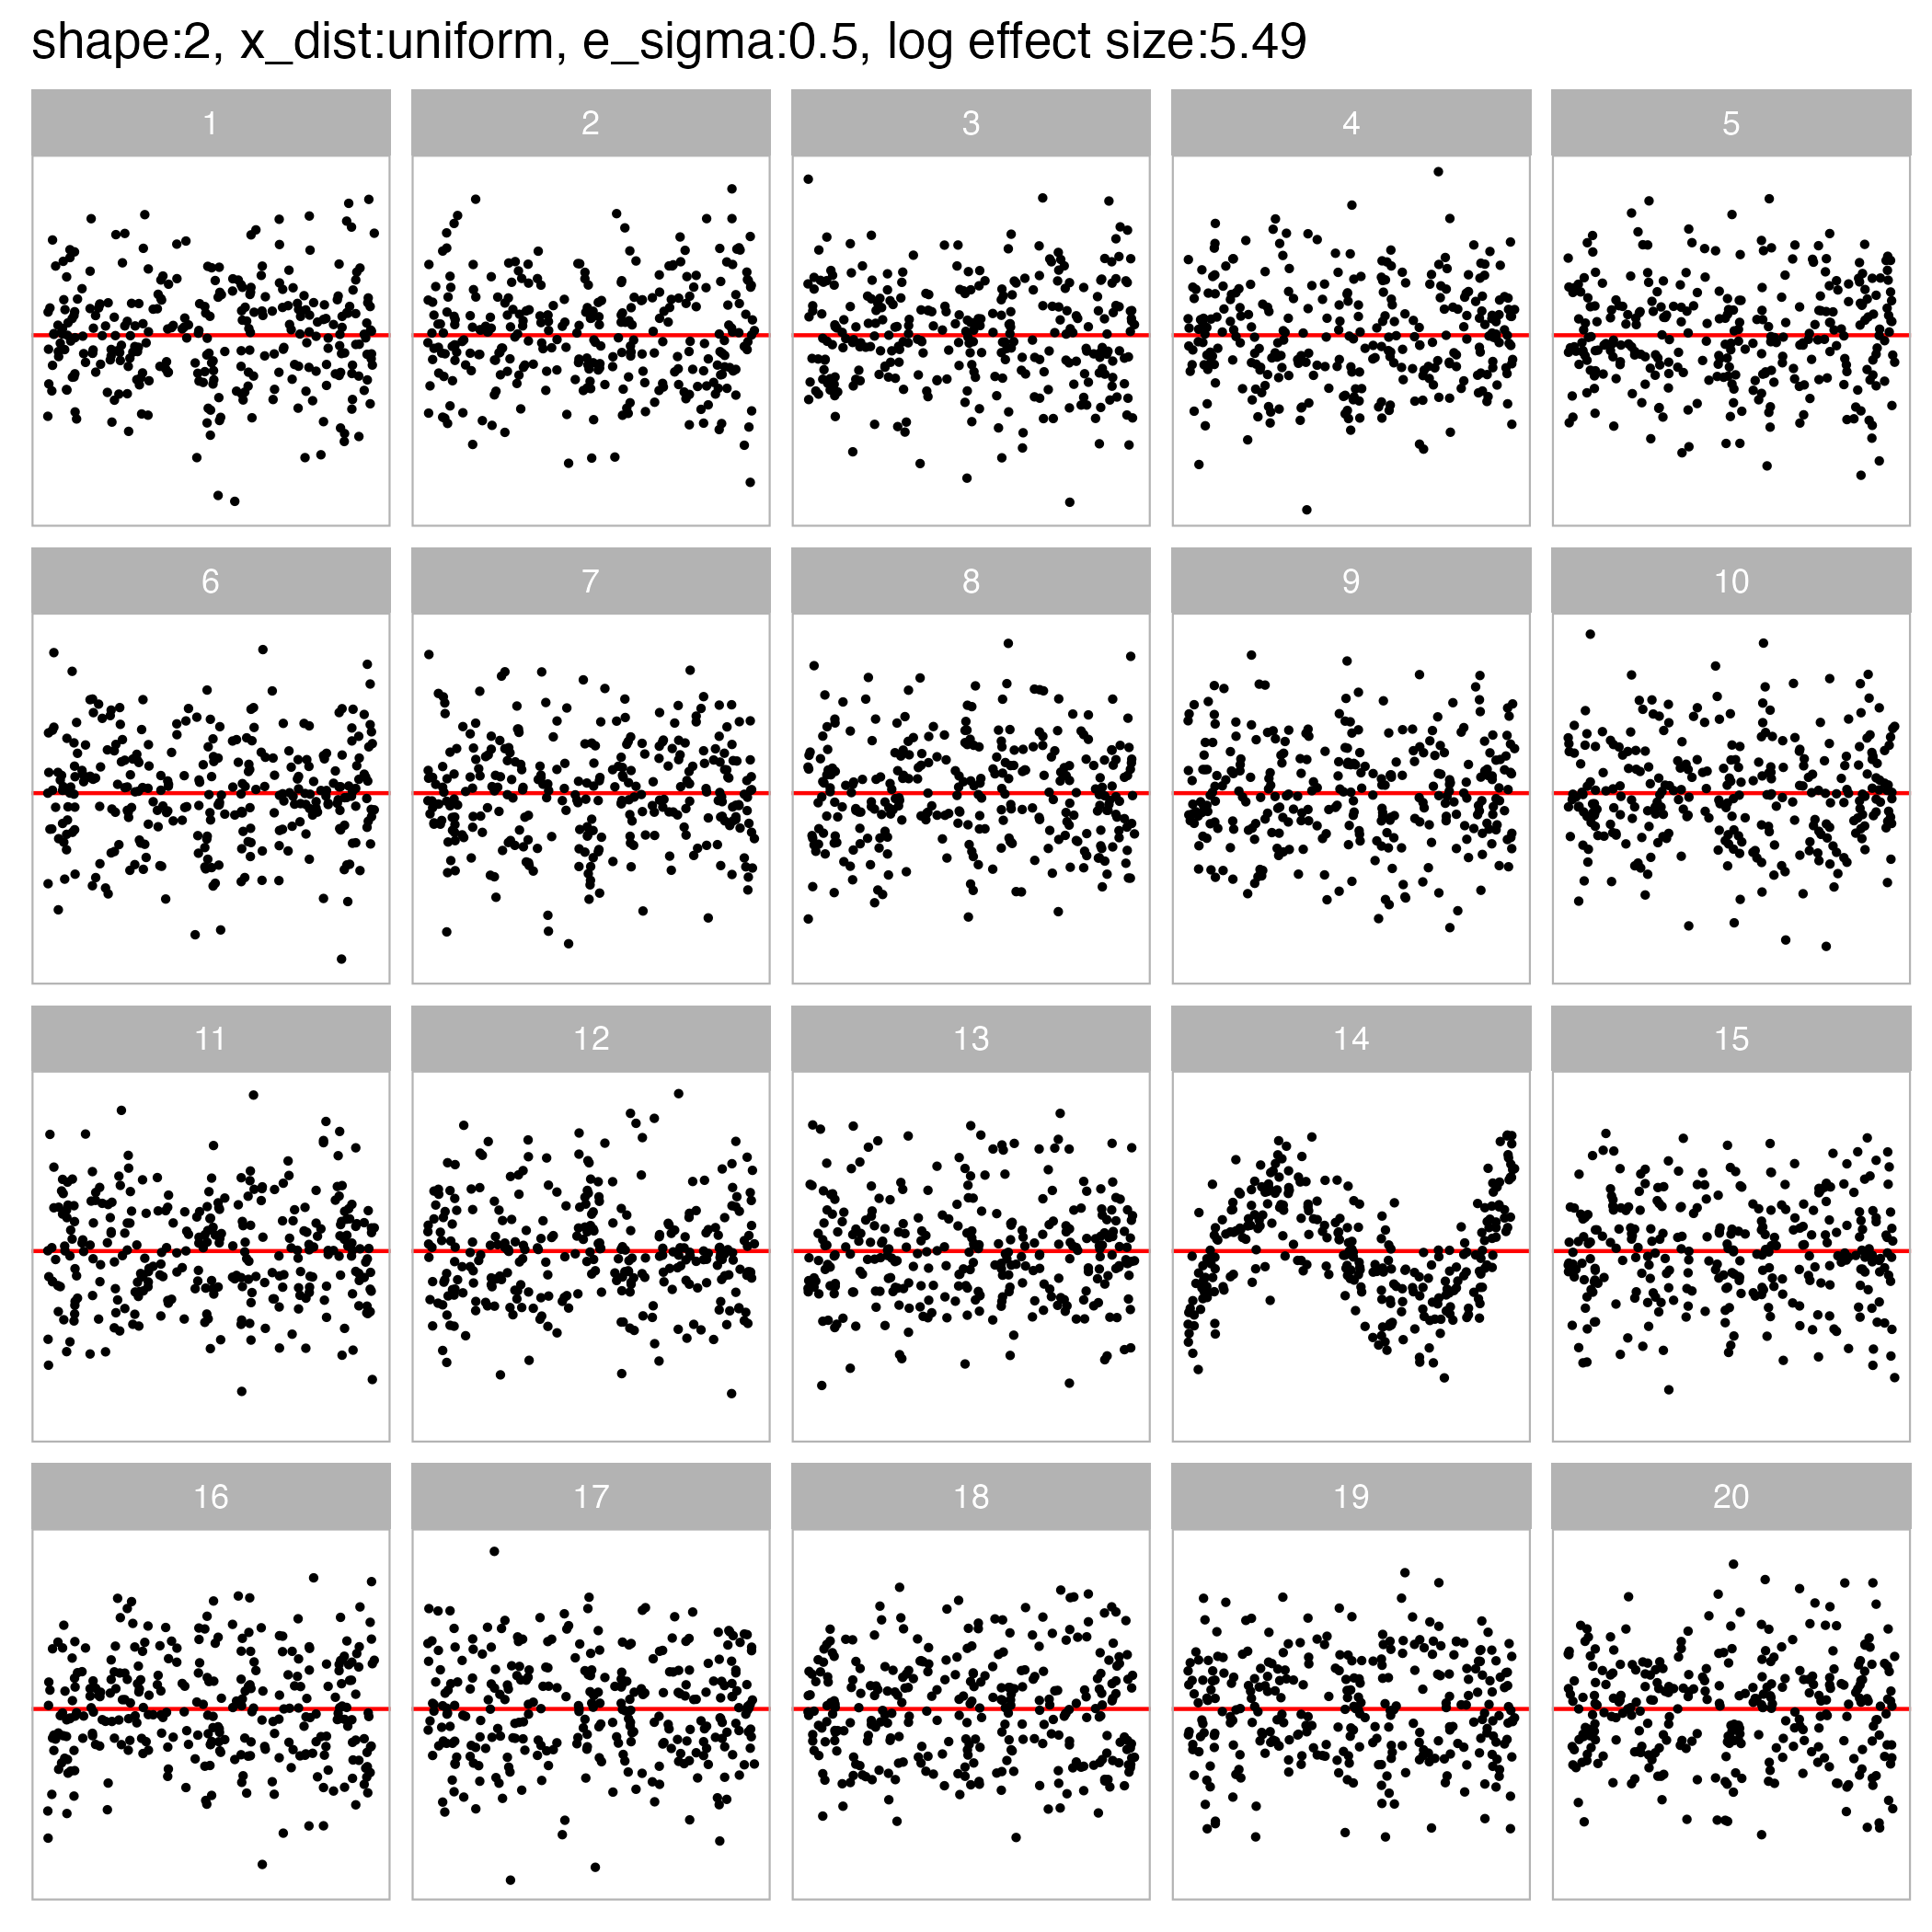 shape:2, x_dist:uniform, e_sigma:0.5, log effect size:5.49
1 2 3 4 5
6 7 8 9 10
11 12 13 14 15
16 17 18 19 20